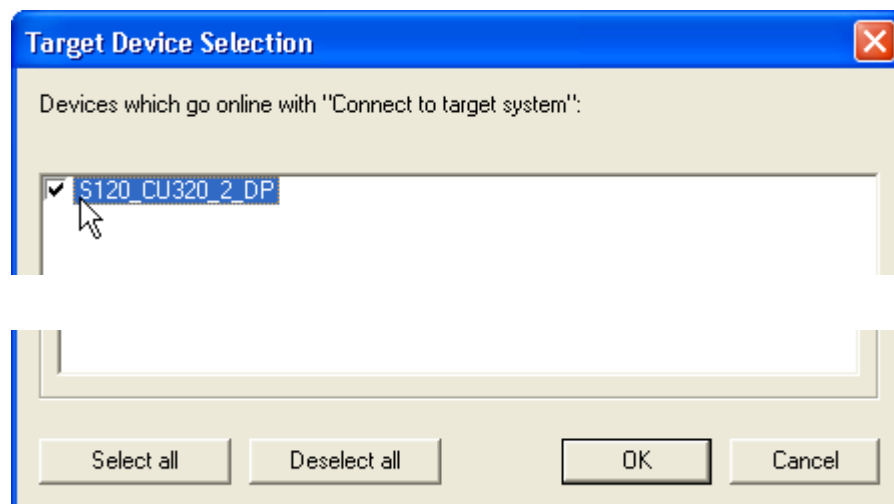 Target Device Selection
Devices which go online with "Connect to target system":
S120_CU320_2_DP
Select all
Deselect all
OK
Cancel